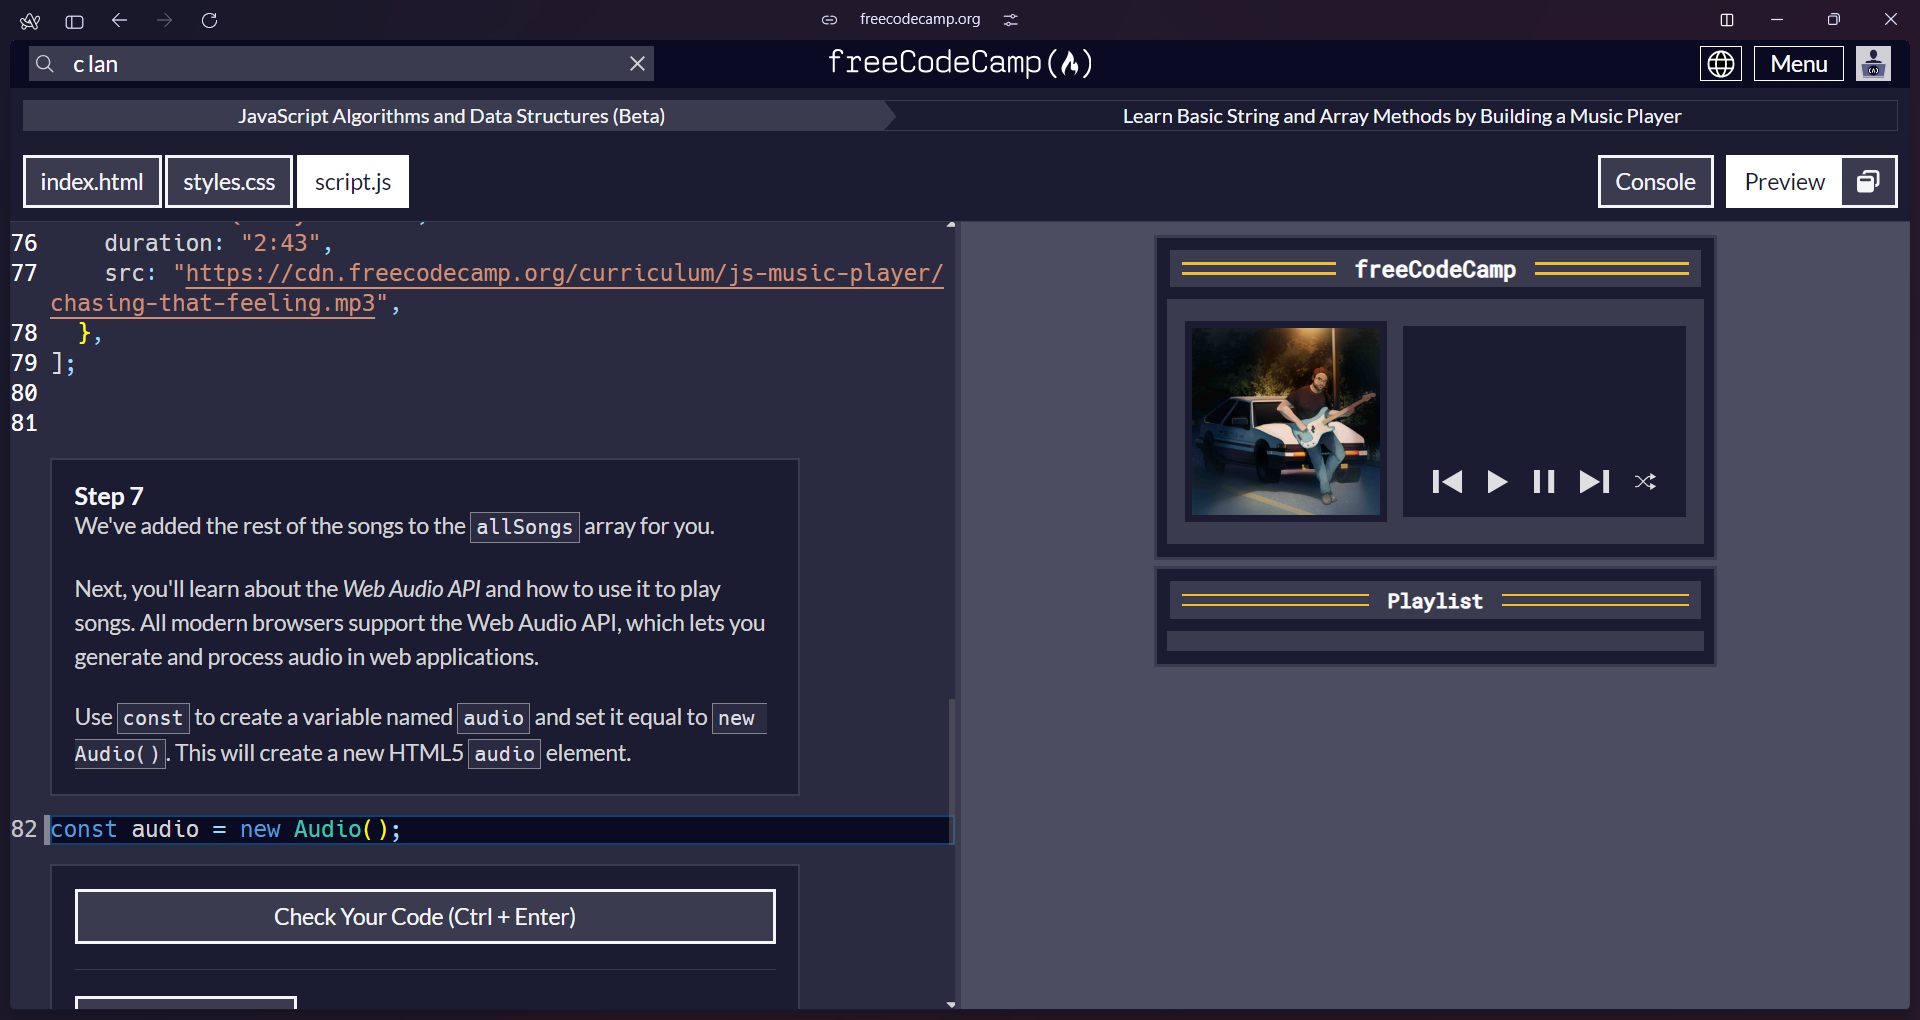 freecodecamp.org
c lan
freeCodeCamp
Menu
JavaScript Algorithms and Data Structures (Beta)
Learn Basic String and Array Methods by Building a Music Player
index.html
styles.css
script.js
Console
Preview
76 duration: "2:43",
77 src: "https://cdn.freecodecamp.org/curriculum/js-music-player/
chasing-that-feeling.mp3",
78 },
79 ];
80
81
Step 7
We've added the rest of the songs to the allSongs array for you.
Next, you'll learn about the Web Audio API and how to use it to play
songs. All modern browsers support the Web Audio API, which lets you
generate and process audio in web applications.
Use const to create a variable named audio and set it equal to new
Audio(). This will create a new HTML5 audio element.
82 const audio = new Audio();
Check Your Code (Ctrl + Enter)
freeCodeCamp
Playlist